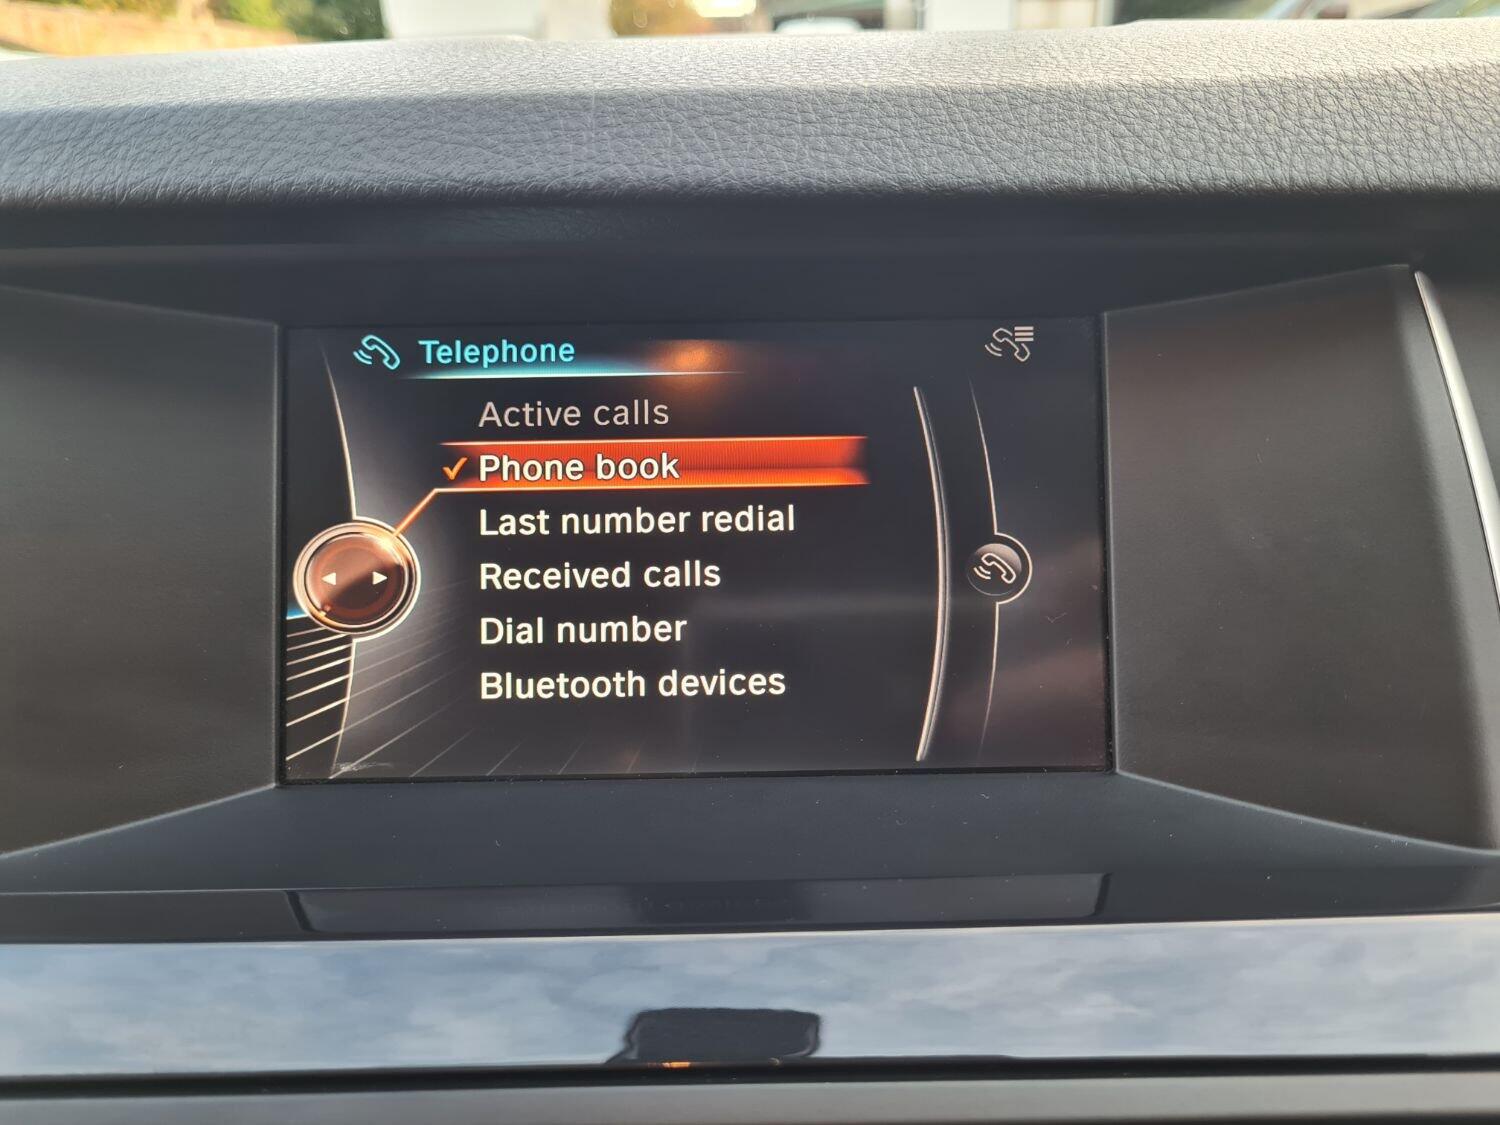 Telephone
Active calls
Phone book
Last number redial
Received calls
Dial number
Bluetooth devices